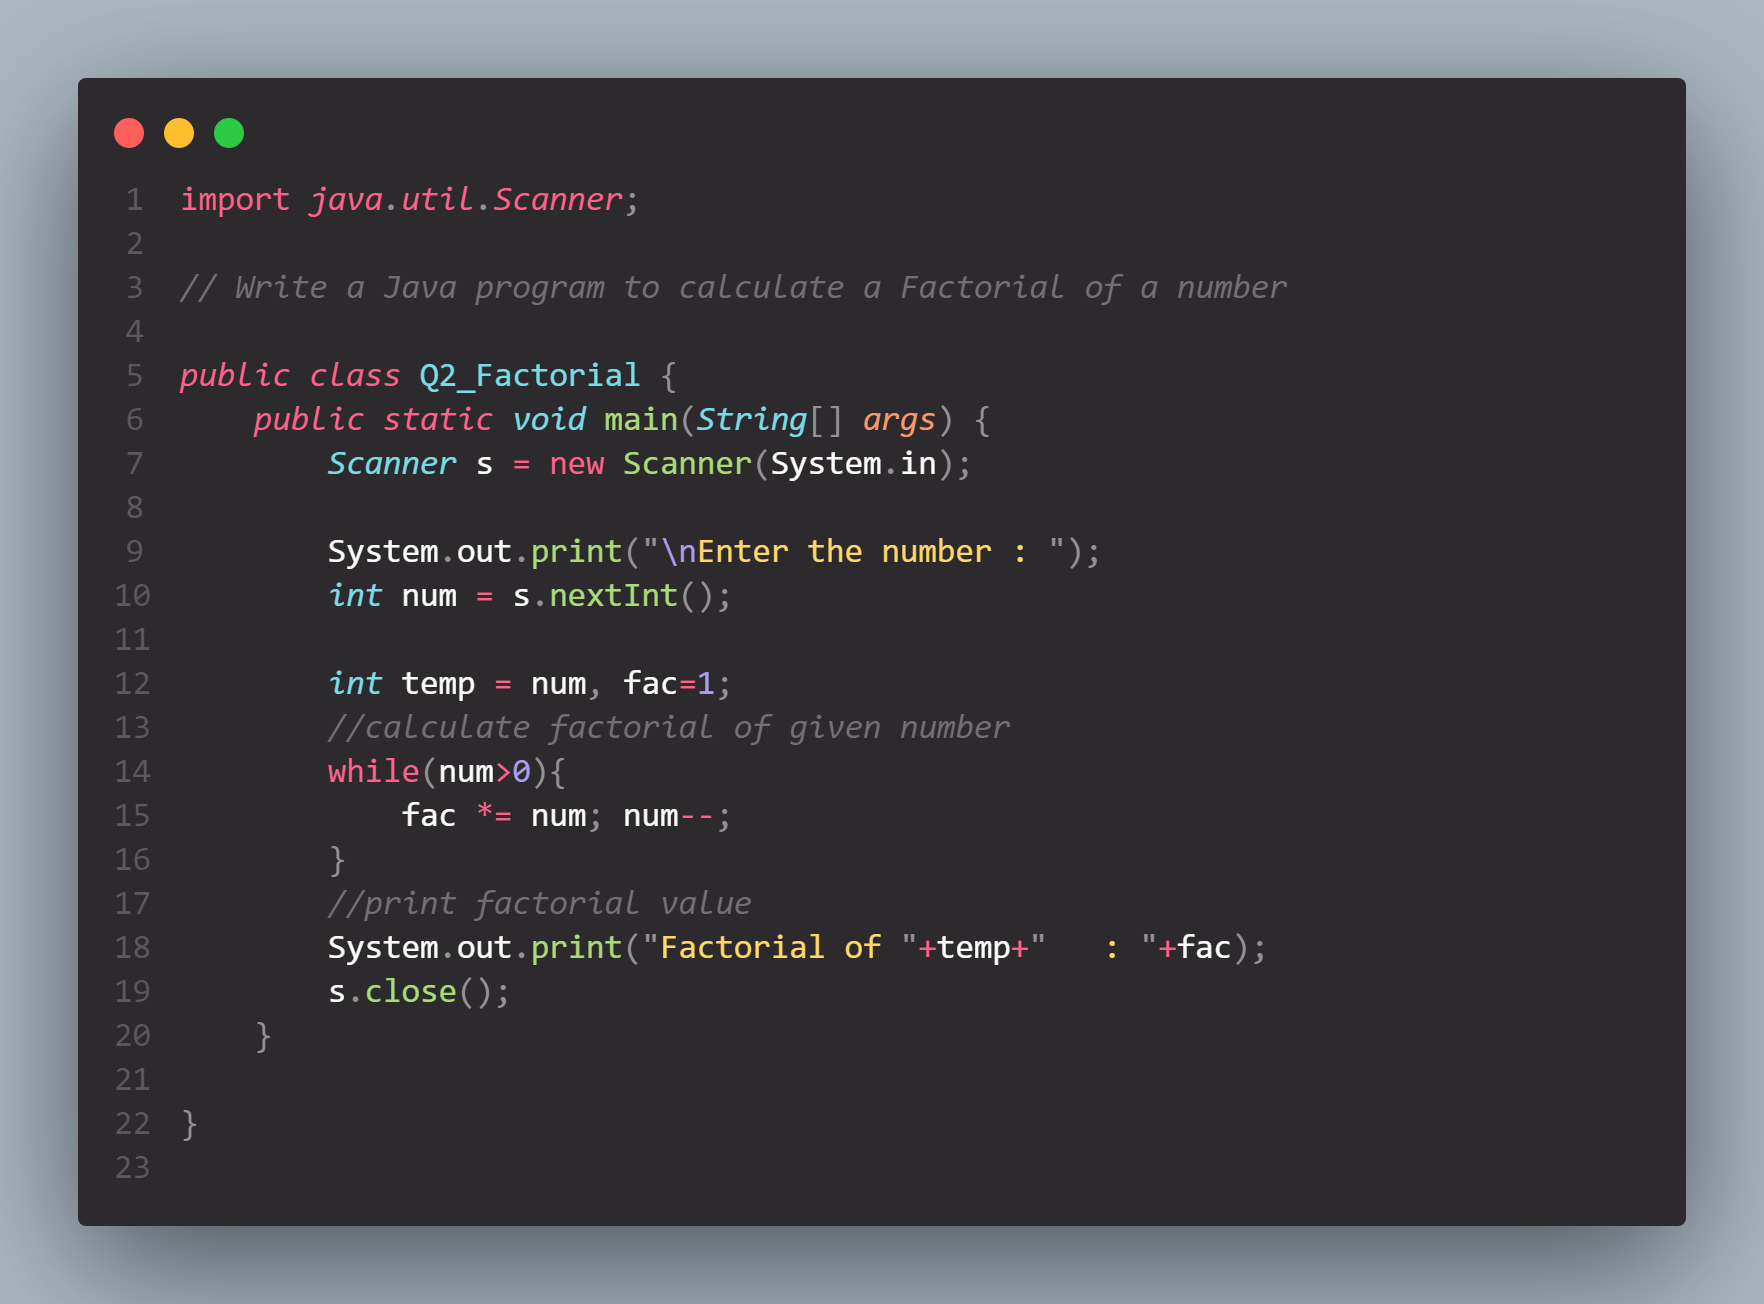 1 import java.util.Scanner;
2
3 // Write a Java program to calculate a Factorial of a number
4
5 public class Q2_Factorial {
6     public static void main(String[] args) {
7         Scanner s = new Scanner(System.in);
8
9         System.out.print("\nEnter the number : ");
10         int num = s.nextInt();
11
12         int temp = num, fac=1;
13         //calculate factorial of given number
14         while(num>0){
15             fac *= num; num--;
16         }
17         //print factorial value
18         System.out.print("Factorial of "+temp+"   : "+fac);
19         s.close();
20     }
21
22 }
23